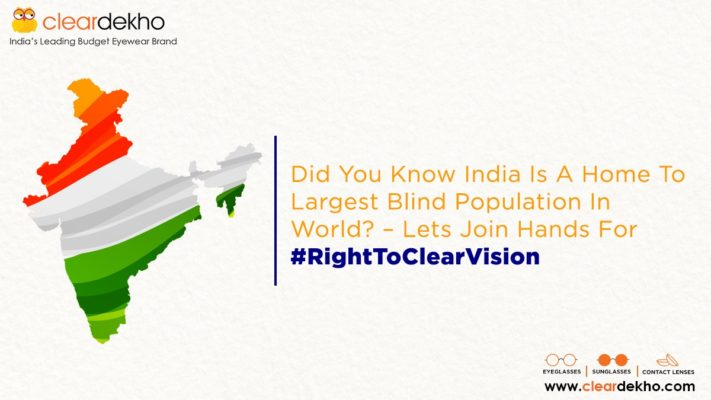 cleardekho
India's Leading Budget Eyewear Brand
Did You Know India Is A Home To
Largest Blind Population In
World? – Lets Join Hands For
#RightToClearVision
EYEGLASSES | SUNGLASSES | CONTACT LENSES
www.cleardekho.com